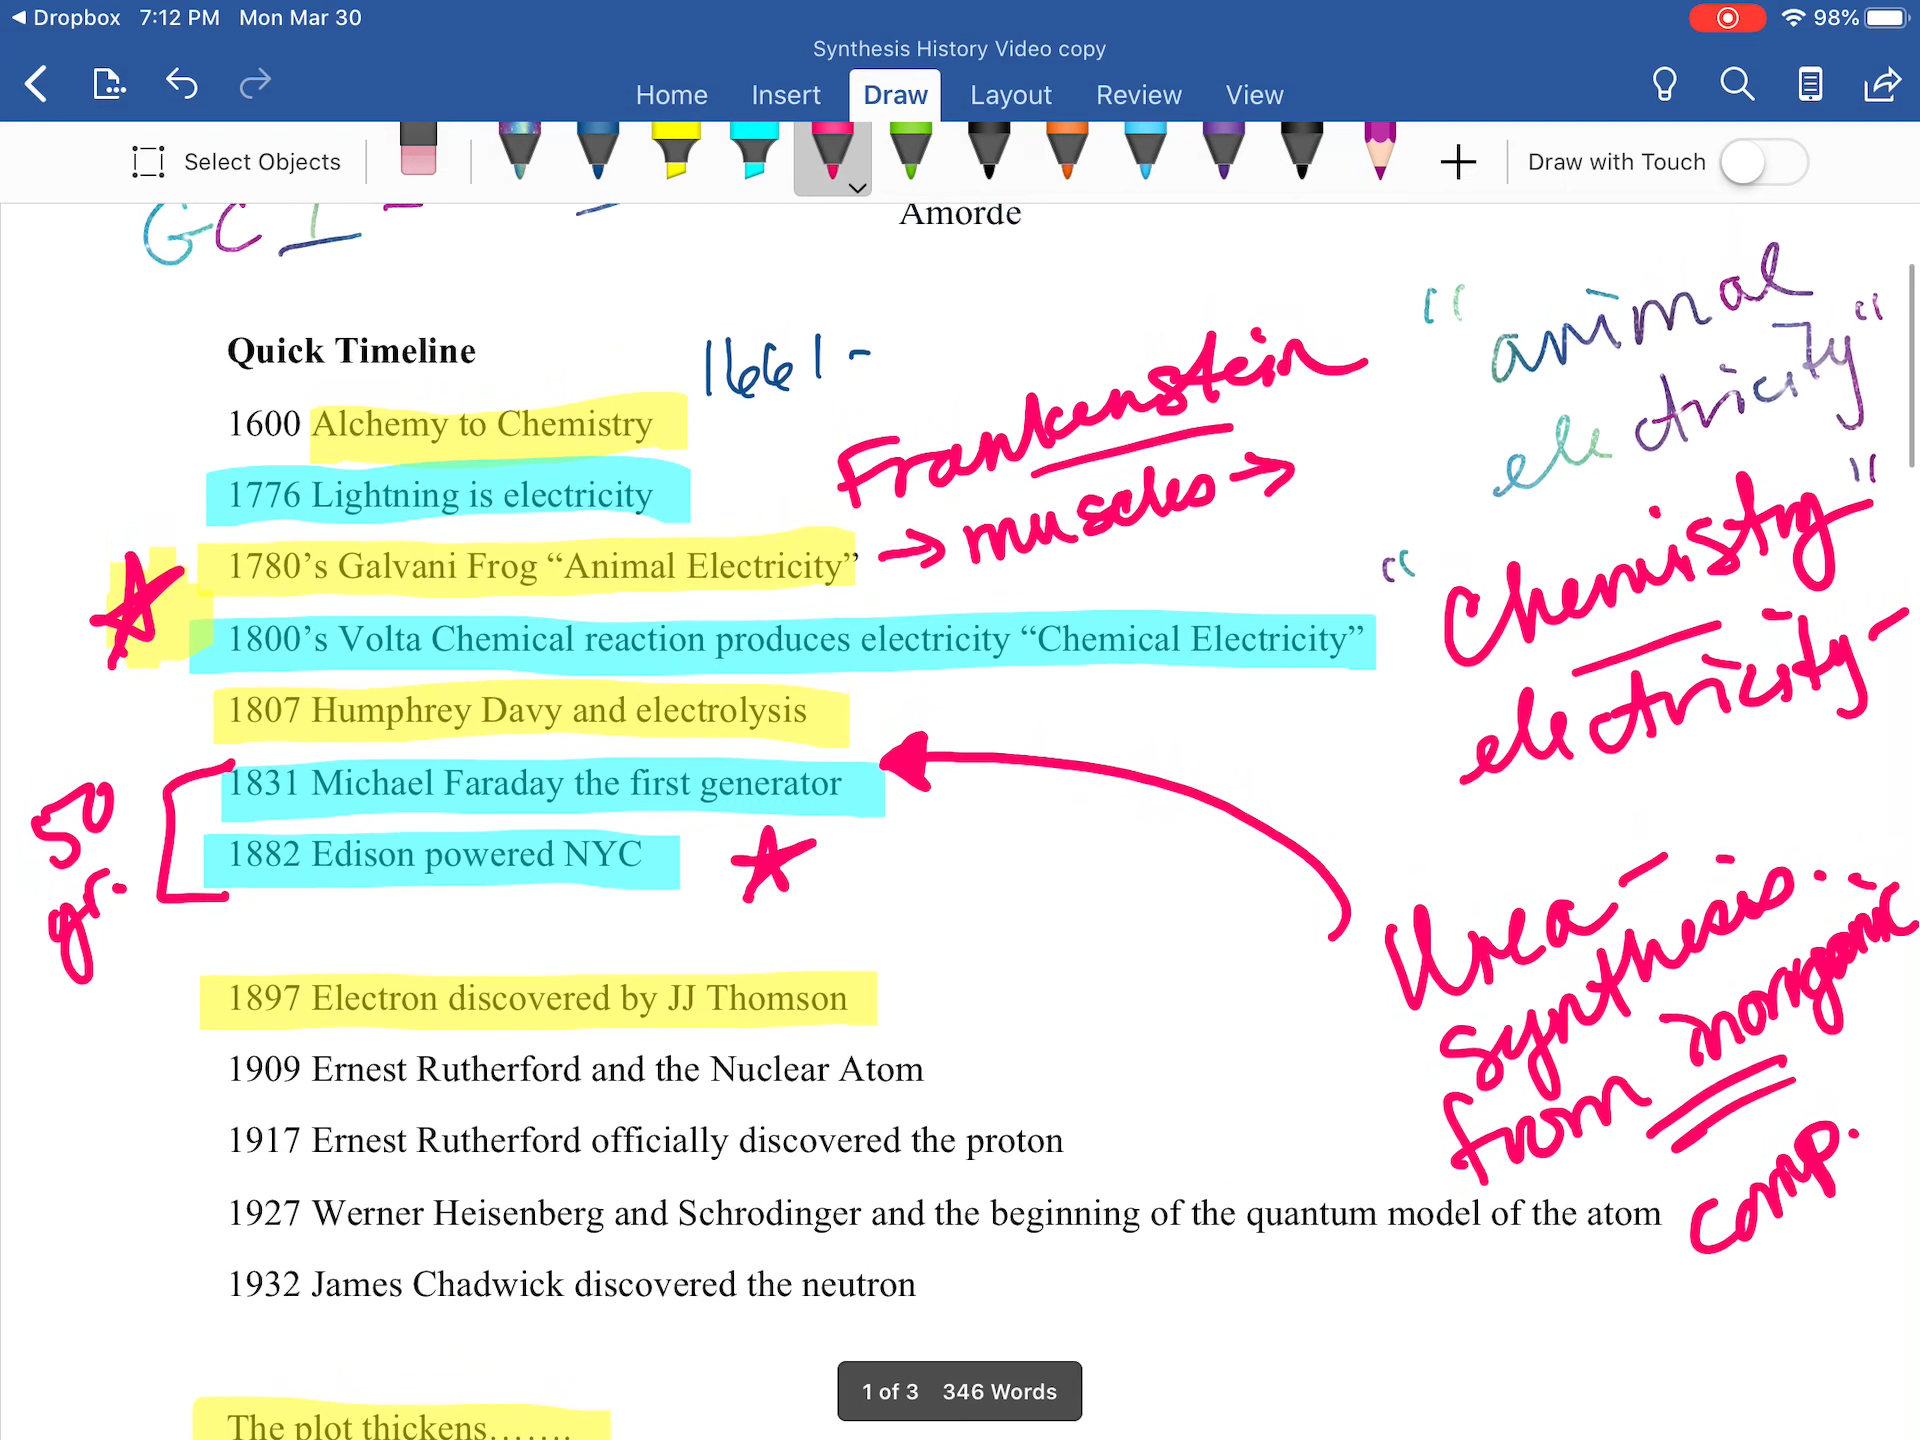 Dropbox 7:12 PM Mon Mar 30 98%
Synthesis History Video copy
Home Insert Draw Layout Review View
Select Objects Draw with Touch
GCI
Amorde
"animal electricity"
Quick Timeline
1661 -
1600 Alchemy to Chemistry
Frankenstein
1776 Lightning is electricity
→ muscles →
1780's Galvani Frog "Animal Electricity"
"Chemistry"
electricity-
1800's Volta Chemical reaction produces electricity "Chemical Electricity"
1807 Humphrey Davy and electrolysis
1831 Michael Faraday the first generator
50
yr.
1882 Edison powered NYC
Urea -
synthesis.
from inorganic
comp.
1897 Electron discovered by JJ Thomson
1909 Ernest Rutherford and the Nuclear Atom
1917 Ernest Rutherford officially discovered the proton
1927 Werner Heisenberg and Schrodinger and the beginning of the quantum model of the atom
1932 James Chadwick discovered the neutron
1 of 3 346 Words
The plot thickens.......